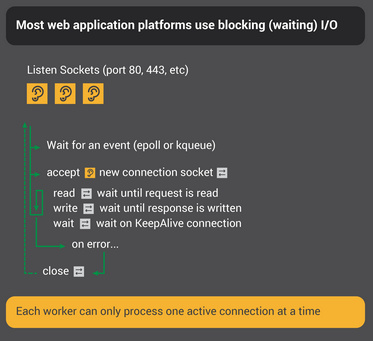 Most web application platforms use blocking (waiting) I/O
Listen Sockets (port 80, 443, etc)
Wait for an event (epoll or kqueue)
accept new connection socket
read wait until request is read
write wait until response is written
wait wait on KeepAlive connection
on error...
close
Each worker can only process one active connection at a time